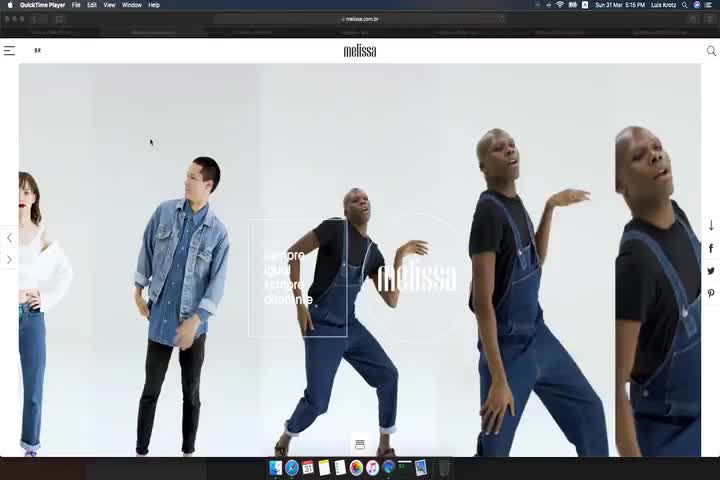 QuickTime Player File Edit View Window Help
Sun 31 Mar 5:15 PM Luis Krotz
melissa.com.br
BR
melissa
sempre
igual
sempre
diferente
melissa